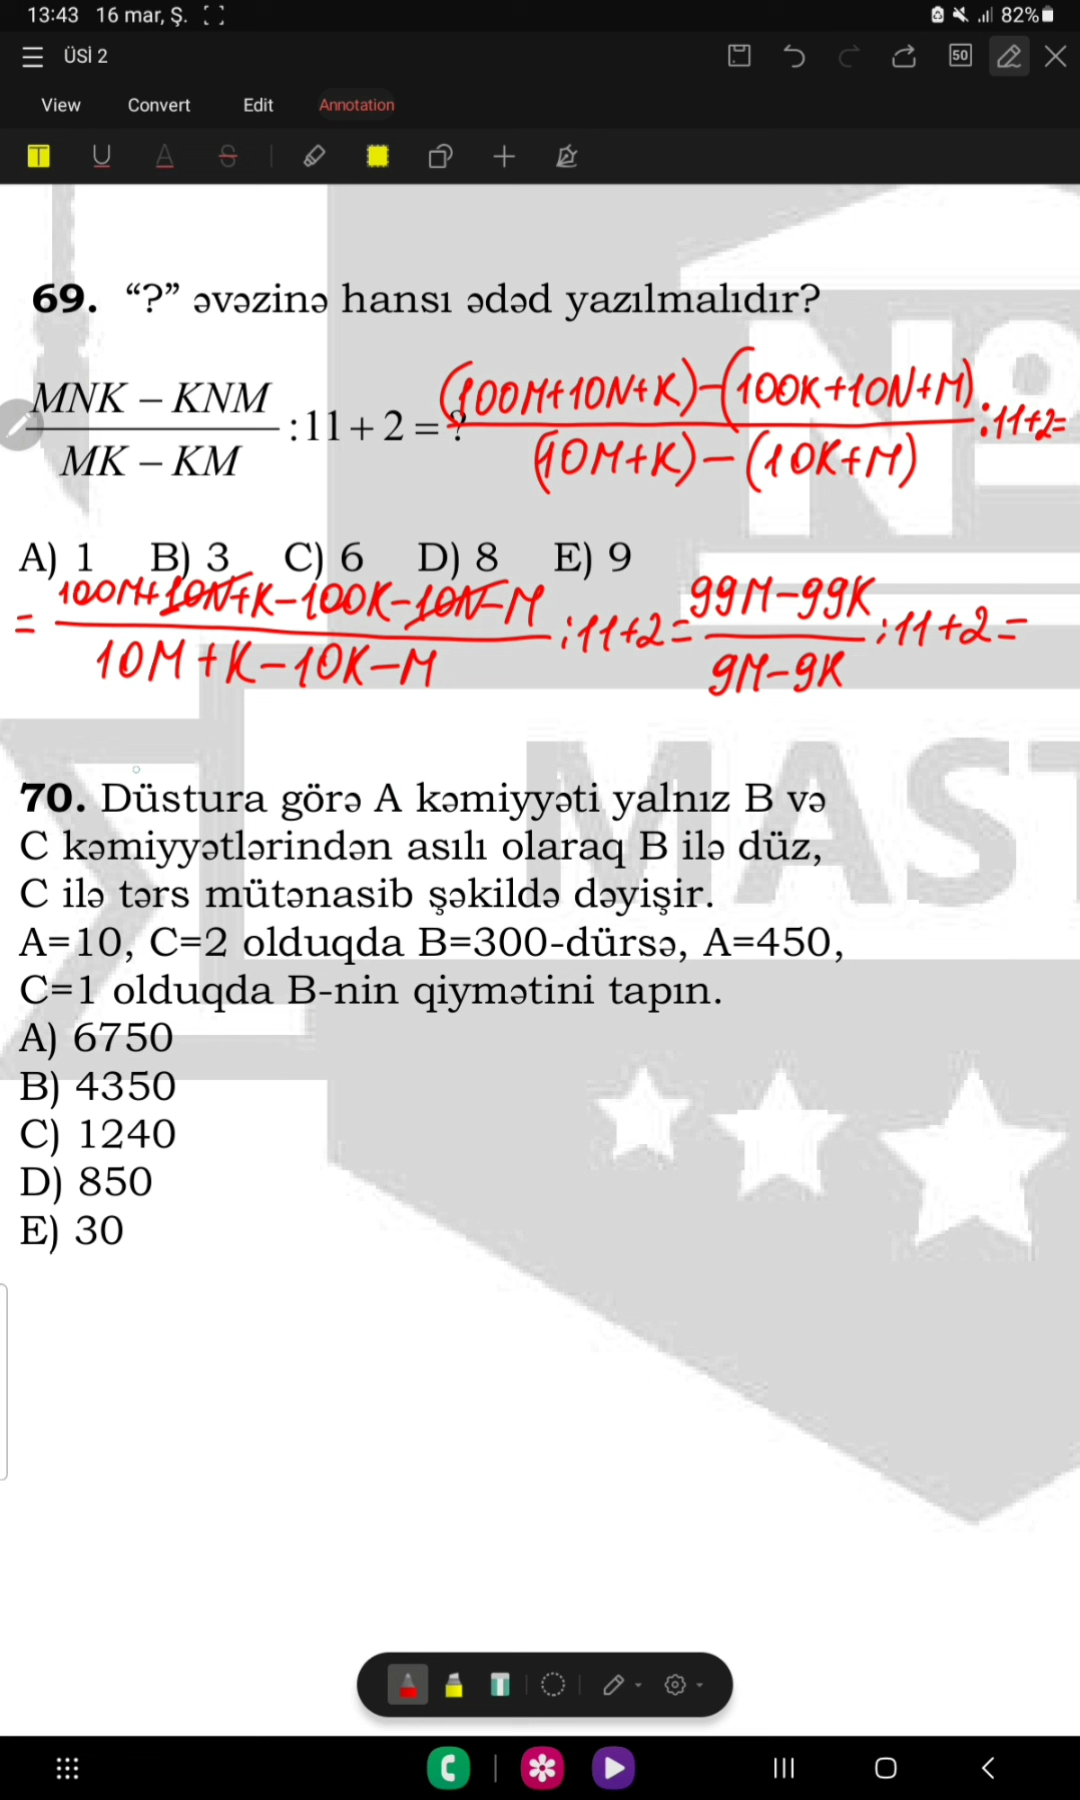 13:43 16 mar, Ş. 82%
ÜSİ 2 50
View Convert Edit Annotation
T U A S
69. “?” əvəzinə hansı ədəd yazılmalıdır?
MNK – KNM (100M+10N+K)-(100K+10N+M)
:11+2=? :11+2=
MK – KM (10M+K)-(10K+M)
A) 1 B) 3 C) 6 D) 8 E) 9
100M+10N+K-100K-10N-M 99M-99K
= :11+2= :11+2=
10M+K-10K-M 9M-9K
70. Düstura görə A kəmiyyəti yalnız B və
C kəmiyyətlərindən asılı olaraq B ilə düz,
C ilə tərs mütənasib şəkildə dəyişir.
A=10, C=2 olduqda B=300-dürsə, A=450,
C=1 olduqda B-nin qiymətini tapın.
A) 6750
B) 4350
C) 1240
D) 850
E) 30
№
MAST